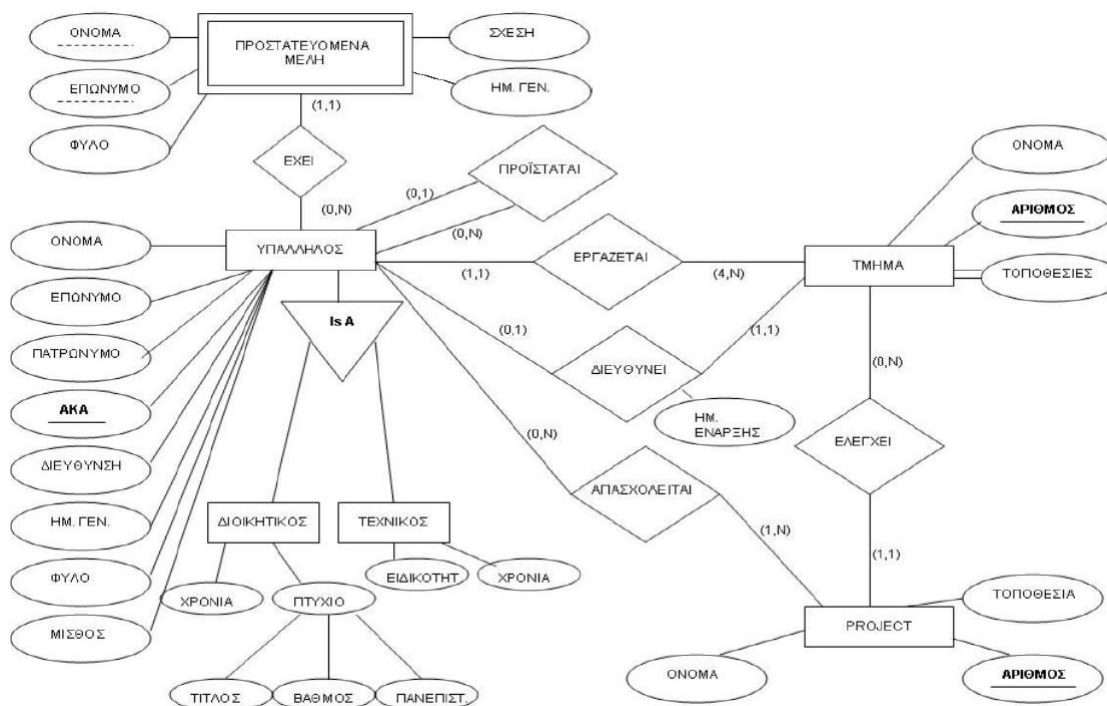 ΟΝΟΜΑ
ΠΡΟΣΤΑΤΕΥΟΜΕΝΑ
ΜΕΛΗ
ΣΧΕΣΗ
ΕΠΩΝΥΜΟ
ΗΜ. ΓΕΝ.
(1,1)
ΦΥΛΟ
ΕΧΕΙ
ΠΡΟΪΣΤΑΤΑΙ
(0,1)
(0,N)
(0,N)
ΟΝΟΜΑ
ΑΡΙΘΜΟΣ
ΟΝΟΜΑ
ΥΠΑΛΛΗΛΟΣ
ΕΡΓΑΖΕΤΑΙ
(1,1)
(4,N)
ΤΜΗΜΑ
ΤΟΠΟΘΕΣΙΕΣ
ΕΠΩΝΥΜΟ
Is A
(0,1)
(1,1)
ΠΑΤΡΩΝΥΜΟ
ΔΙΕΥΘΥΝΕΙ
(0,N)
ΑΚΑ
ΗΜ.
ΕΝΑΡΞΗΣ
(0,N)
ΕΛΕΓΧΕΙ
ΔΙΕΥΘΥΝΣΗ
ΑΠΑΣΧΟΛΕΙΤΑΙ
ΗΜ. ΓΕΝ.
ΔΙΟΙΚΗΤΙΚΟΣ
ΤΕΧΝΙΚΟΣ
(1,N)
(1,1)
ΦΥΛΟ
ΧΡΟΝΙΑ
ΠΤΥΧΙΟ
ΕΙΔΙΚΟΤΗΤ
ΧΡΟΝΙΑ
ΤΟΠΟΘΕΣΙΑ
ΜΙΣΘΟΣ
PROJECT
ΟΝΟΜΑ
ΑΡΙΘΜΟΣ
ΤΙΤΛΟΣ
ΒΑΘΜΟΣ
ΠΑΝΕΠΙΣΤ.